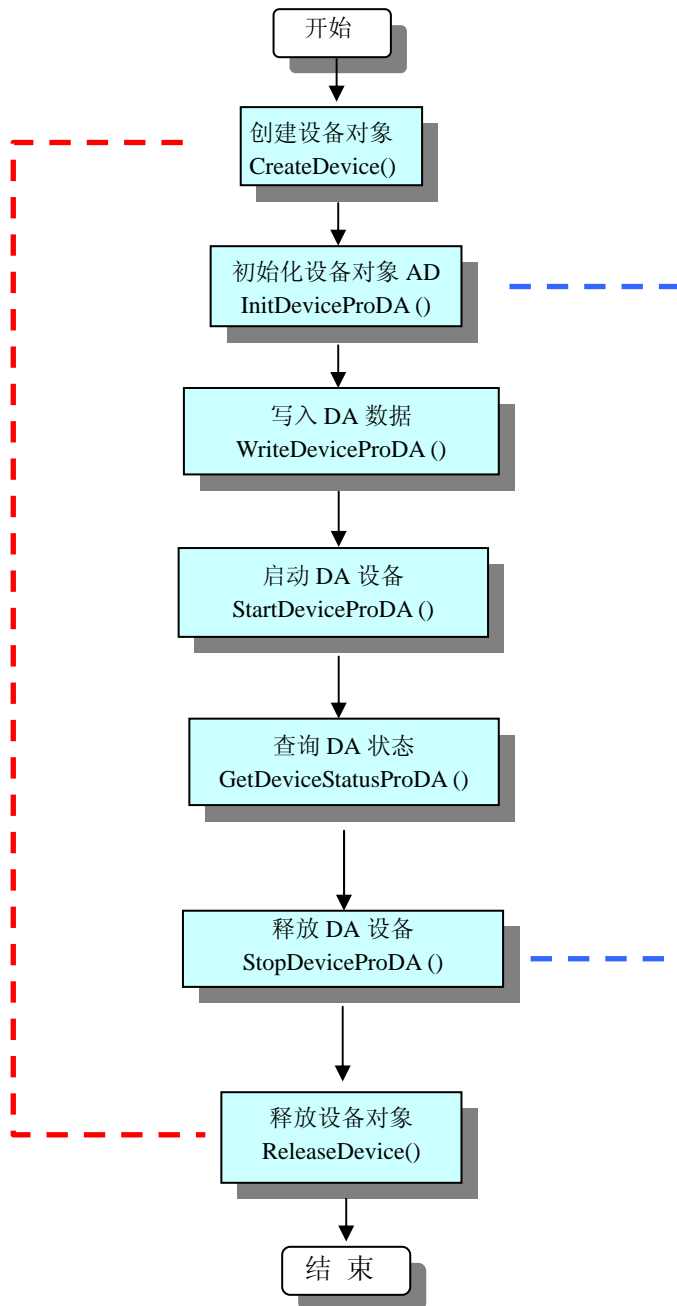 开始
创建设备对象
CreateDevice()
初始化设备对象 AD
InitDeviceProDA ()
写入 DA 数据
WriteDeviceProDA ()
启动 DA 设备
StartDeviceProDA ()
查询 DA 状态
GetDeviceStatusProDA ()
释放 DA 设备
StopDeviceProDA ()
释放设备对象
ReleaseDevice()
结 束